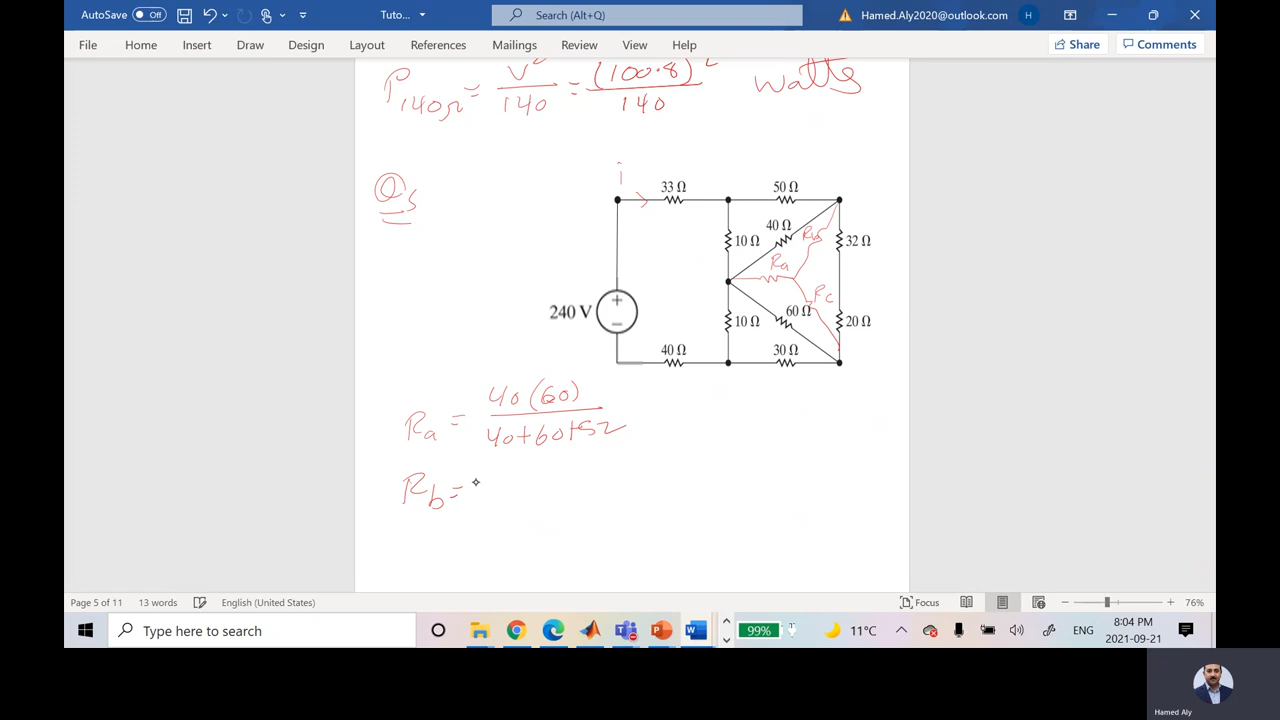 AutoSave Off Tuto... Search (Alt+Q) Hamed.Aly2020@outlook.com H
File Home Insert Draw Design Layout References Mailings Review View Help Share Comments
P140Ω = V² / 140 = (100.8)² / 140 watts
Q5
i
33 Ω 50 Ω
40 Ω
10 Ω Rb 32 Ω
Ra
Rc
240 V + − 10 Ω 60 Ω 20 Ω
40 Ω 30 Ω
Ra = 40(60) / 40+60+52
Rb =
Page 5 of 11 13 words English (United States) Focus 76%
Type here to search 99% 11°C ENG 8:04 PM
2021-09-21
Hamed Aly